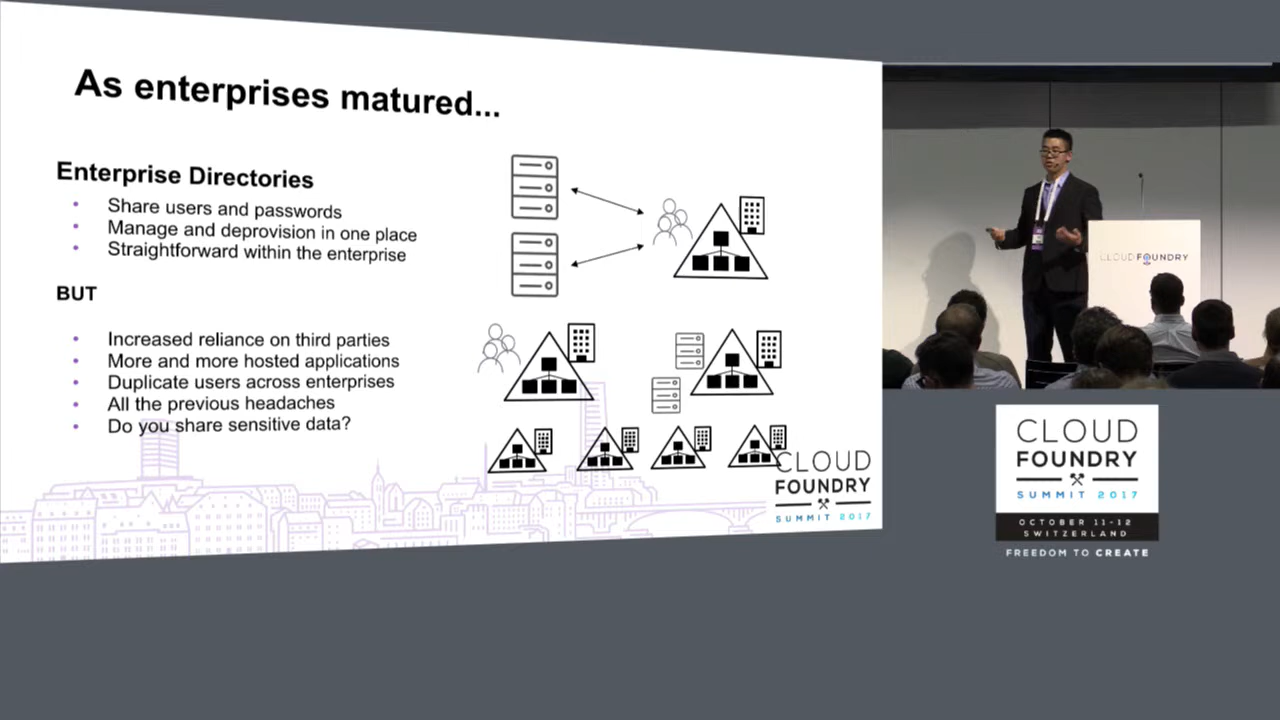 As enterprises matured...
Enterprise Directories
• Share users and passwords
• Manage and deprovision in one place
• Straightforward within the enterprise
BUT
• Increased reliance on third parties
• More and more hosted applications
• Duplicate users across enterprises
• All the previous headaches
• Do you share sensitive data?
CLOUD
FOUNDRY
SUMMIT 2017
CLOUD FOUNDRY
CLOUD
FOUNDRY
SUMMIT 2017
OCTOBER 11-12
SWITZERLAND
FREEDOM TO CREATE